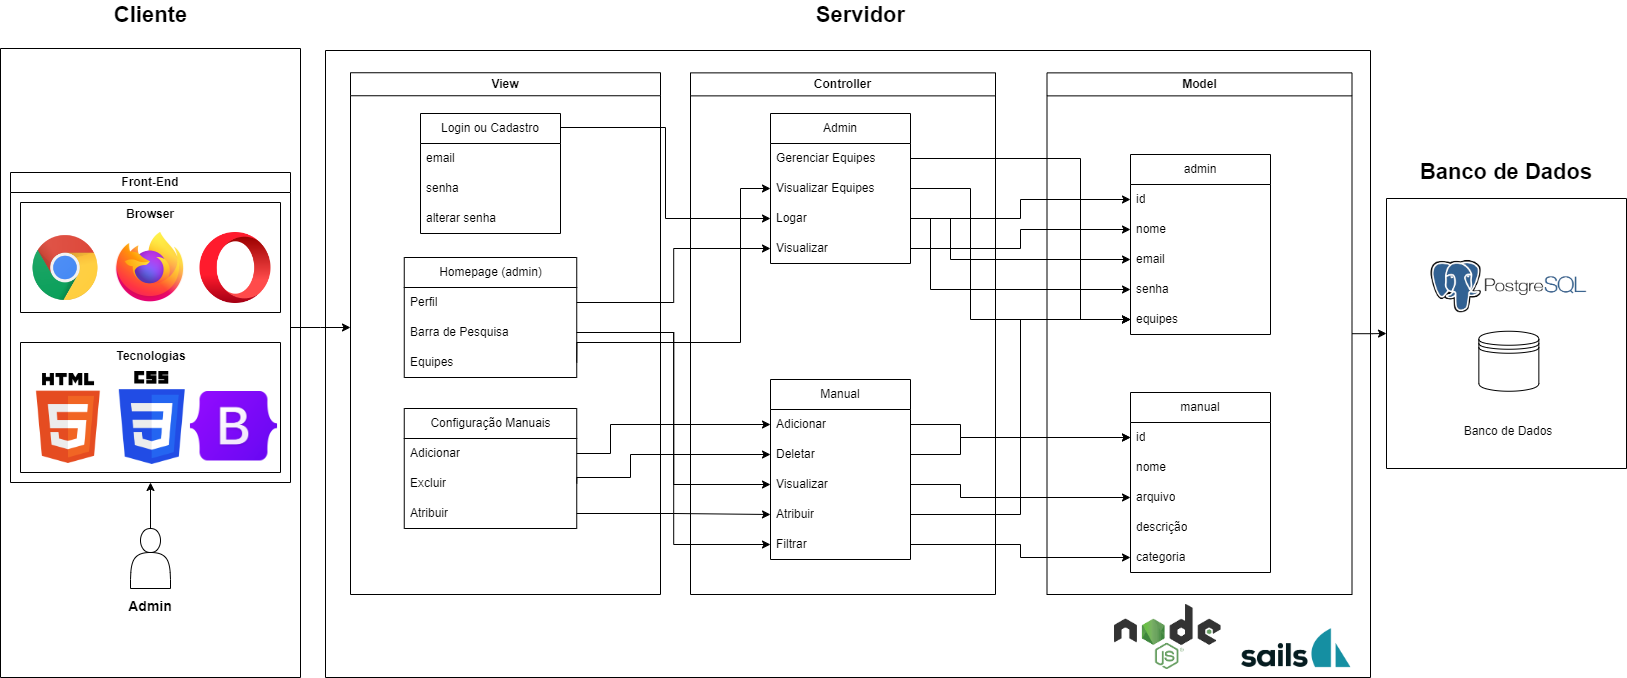 Cliente
Servidor
Banco de Dados
Front-End
Browser
Tecnologias
HTML
CSS
5
3
B
Admin
View
Login ou Cadastro
email
senha
alterar senha
Homepage (admin)
Perfil
Barra de Pesquisa
Equipes
Configuração Manuais
Adicionar
Excluir
Atribuir
Controller
Admin
Gerenciar Equipes
Visualizar Equipes
Logar
Visualizar
Manual
Adicionar
Deletar
Visualizar
Atribuir
Filtrar
Model
admin
id
nome
email
senha
equipes
manual
id
nome
arquivo
descrição
categoria
node
JS
sails
PostgreSQL
Banco de Dados